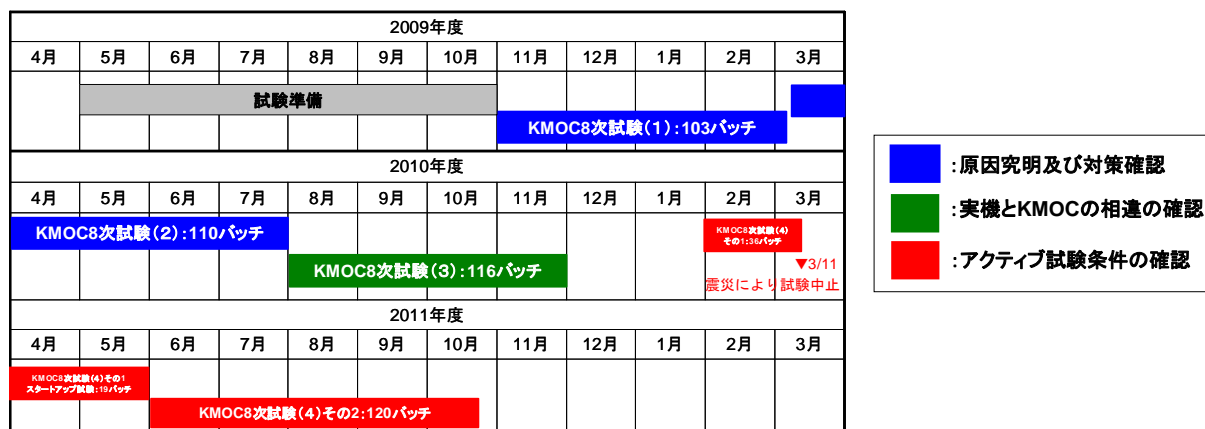 2009年度
4月 5月 6月 7月 8月 9月 10月 11月 12月 1月 2月 3月
試験準備
KMOC8次試験(1):103バッチ
2010年度
4月 5月 6月 7月 8月 9月 10月 11月 12月 1月 2月 3月
KMOC8次試験(2):110バッチ
KMOC8次試験(4)
その1:36バッチ
KMOC8次試験(3):116バッチ
▼3/11
震災により試験中止
2011年度
4月 5月 6月 7月 8月 9月 10月 11月 12月 1月 2月 3月
KMOC8次試験(4)その1
スタートアップ試験:19バッチ
KMOC8次試験(4)その2:120バッチ
:原因究明及び対策確認
:実機とKMOCの相違の確認
:アクティブ試験条件の確認